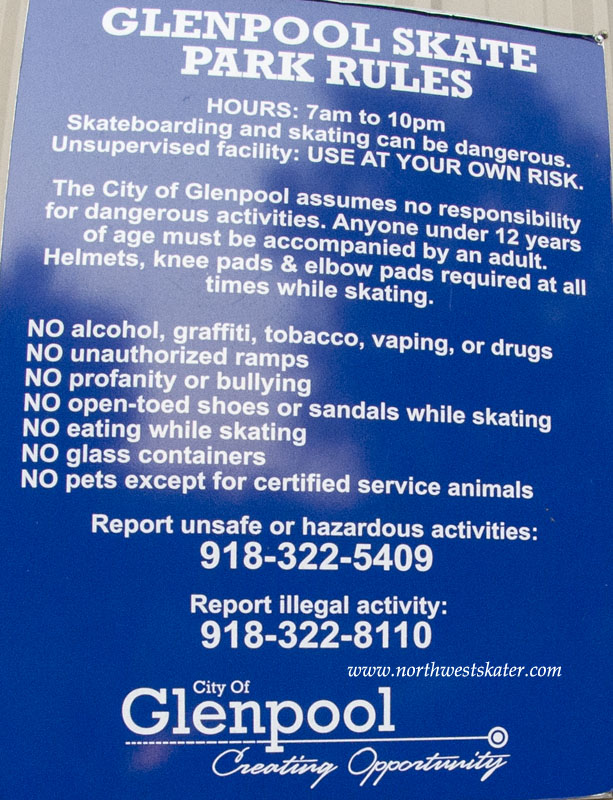 GLENPOOL SKATE
PARK RULES
HOURS: 7am to 10pm
Skateboarding and skating can be dangerous.
Unsupervised facility: USE AT YOUR OWN RISK.
The City of Glenpool assumes no responsibility
for dangerous activities. Anyone under 12 years
of age must be accompanied by an adult.
Helmets, knee pads & elbow pads required at all
times while skating.
NO alcohol, graffiti, tobacco, vaping, or drugs
NO unauthorized ramps
NO profanity or bullying
NO open-toed shoes or sandals while skating
NO eating while skating
NO glass containers
NO pets except for certified service animals
Report unsafe or hazardous activities:
918-322-5409
Report illegal activity:
918-322-8110
www.northwestskater.com
City Of
Glenpool
Creating Opportunity